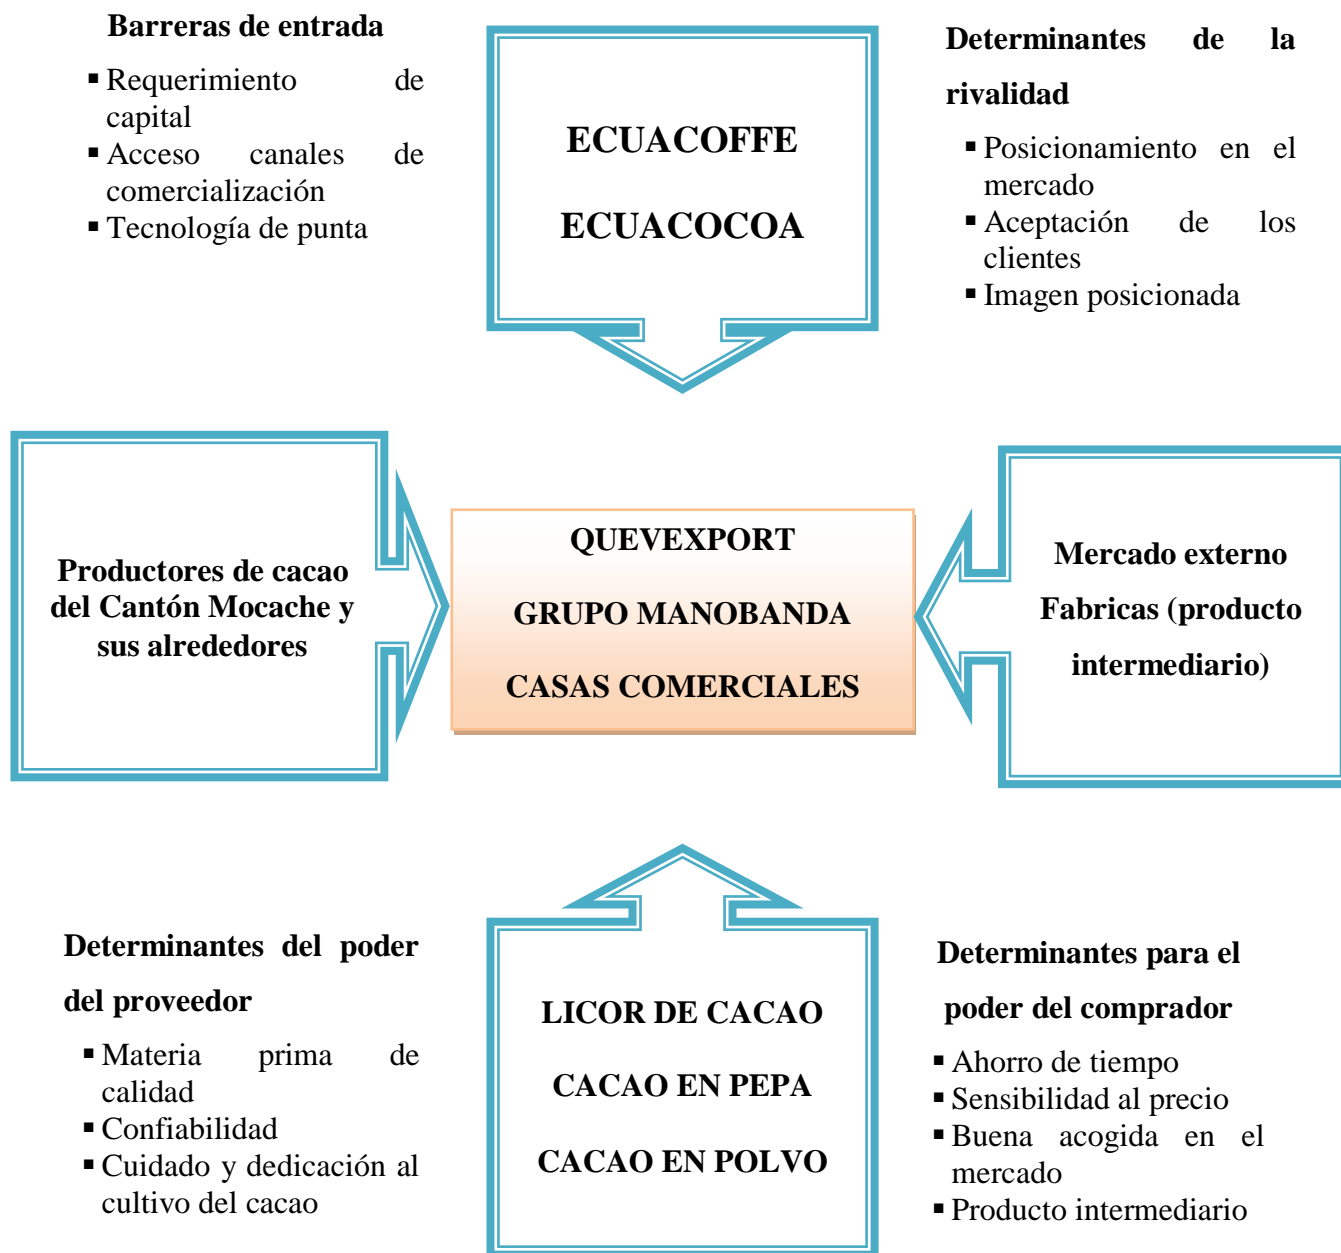 Barreras de entrada
▪ Requerimiento de
capital
▪ Acceso canales de
comercialización
▪ Tecnología de punta
ECUACOFFE
ECUACOCOA
Determinantes de la
rivalidad
▪ Posicionamiento en el
mercado
▪ Aceptación de los
clientes
▪ Imagen posicionada
Productores de cacao
del Cantón Mocache y
sus alrededores
QUEVEXPORT
GRUPO MANOBANDA
CASAS COMERCIALES
Mercado externo
Fabricas (producto
intermediario)
Determinantes del poder
del proveedor
▪ Materia prima de
calidad
▪ Confiabilidad
▪ Cuidado y dedicación al
cultivo del cacao
LICOR DE CACAO
CACAO EN PEPA
CACAO EN POLVO
Determinantes para el
poder del comprador
▪ Ahorro de tiempo
▪ Sensibilidad al precio
▪ Buena acogida en el
mercado
▪ Producto intermediario